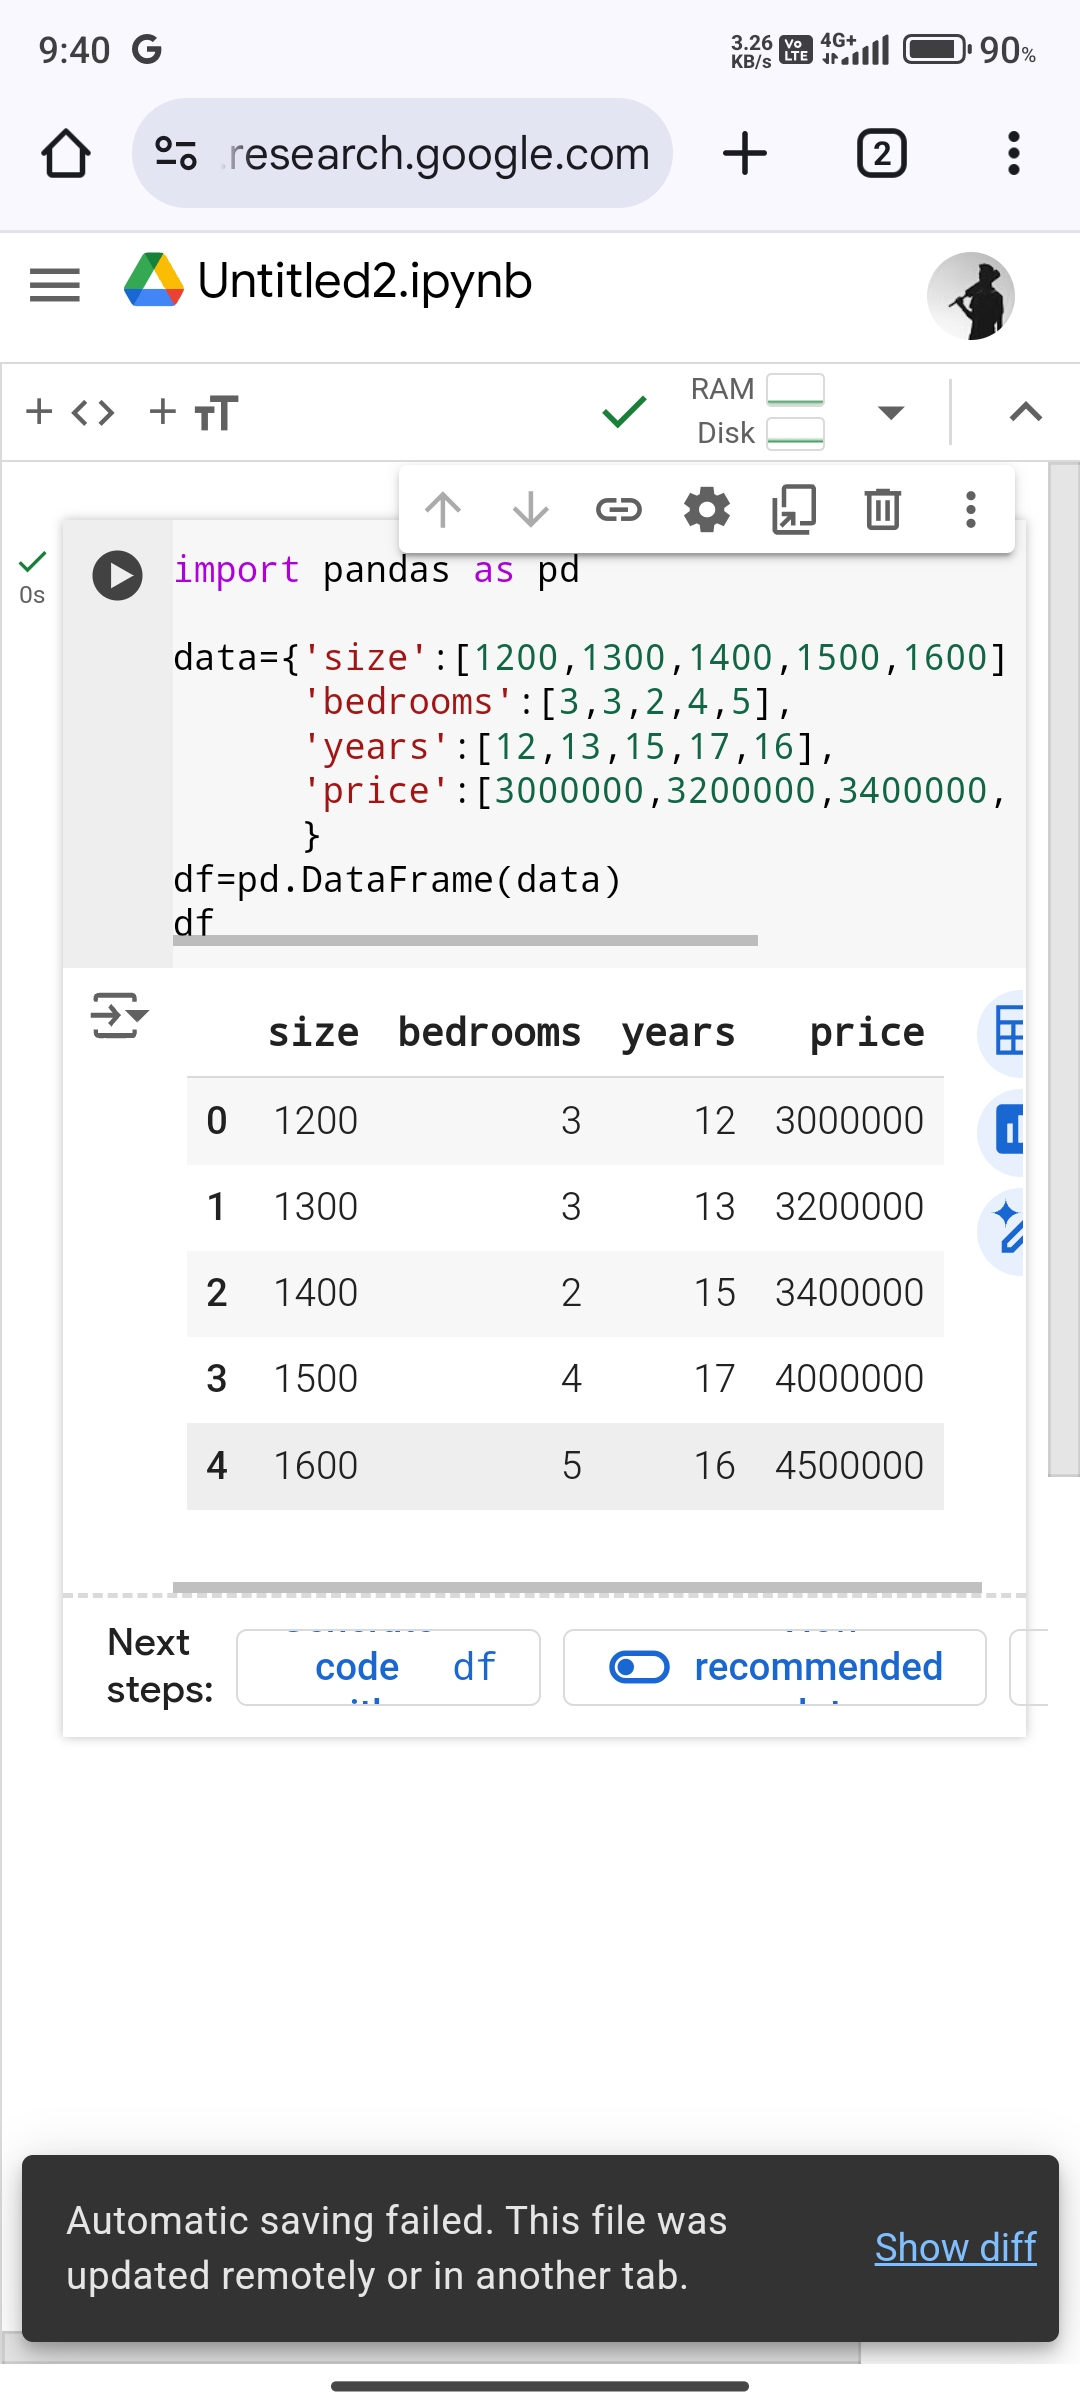 9:40
3.26 KB/s
Vo LTE
4G+
90%
.research.google.com
2
Untitled2.ipynb
RAM
Disk
0s
import pandas as pd
data={'size':[1200,1300,1400,1500,1600]
'bedrooms':[3,3,2,4,5],
'years':[12,13,15,17,16],
'price':[3000000,3200000,3400000,
}
df=pd.DataFrame(data)
df
size bedrooms years price
0 1200 3 12 3000000
1 1300 3 13 3200000
2 1400 2 15 3400000
3 1500 4 17 4000000
4 1600 5 16 4500000
Next steps:
code df
recommended
Automatic saving failed. This file was
updated remotely or in another tab.
Show diff